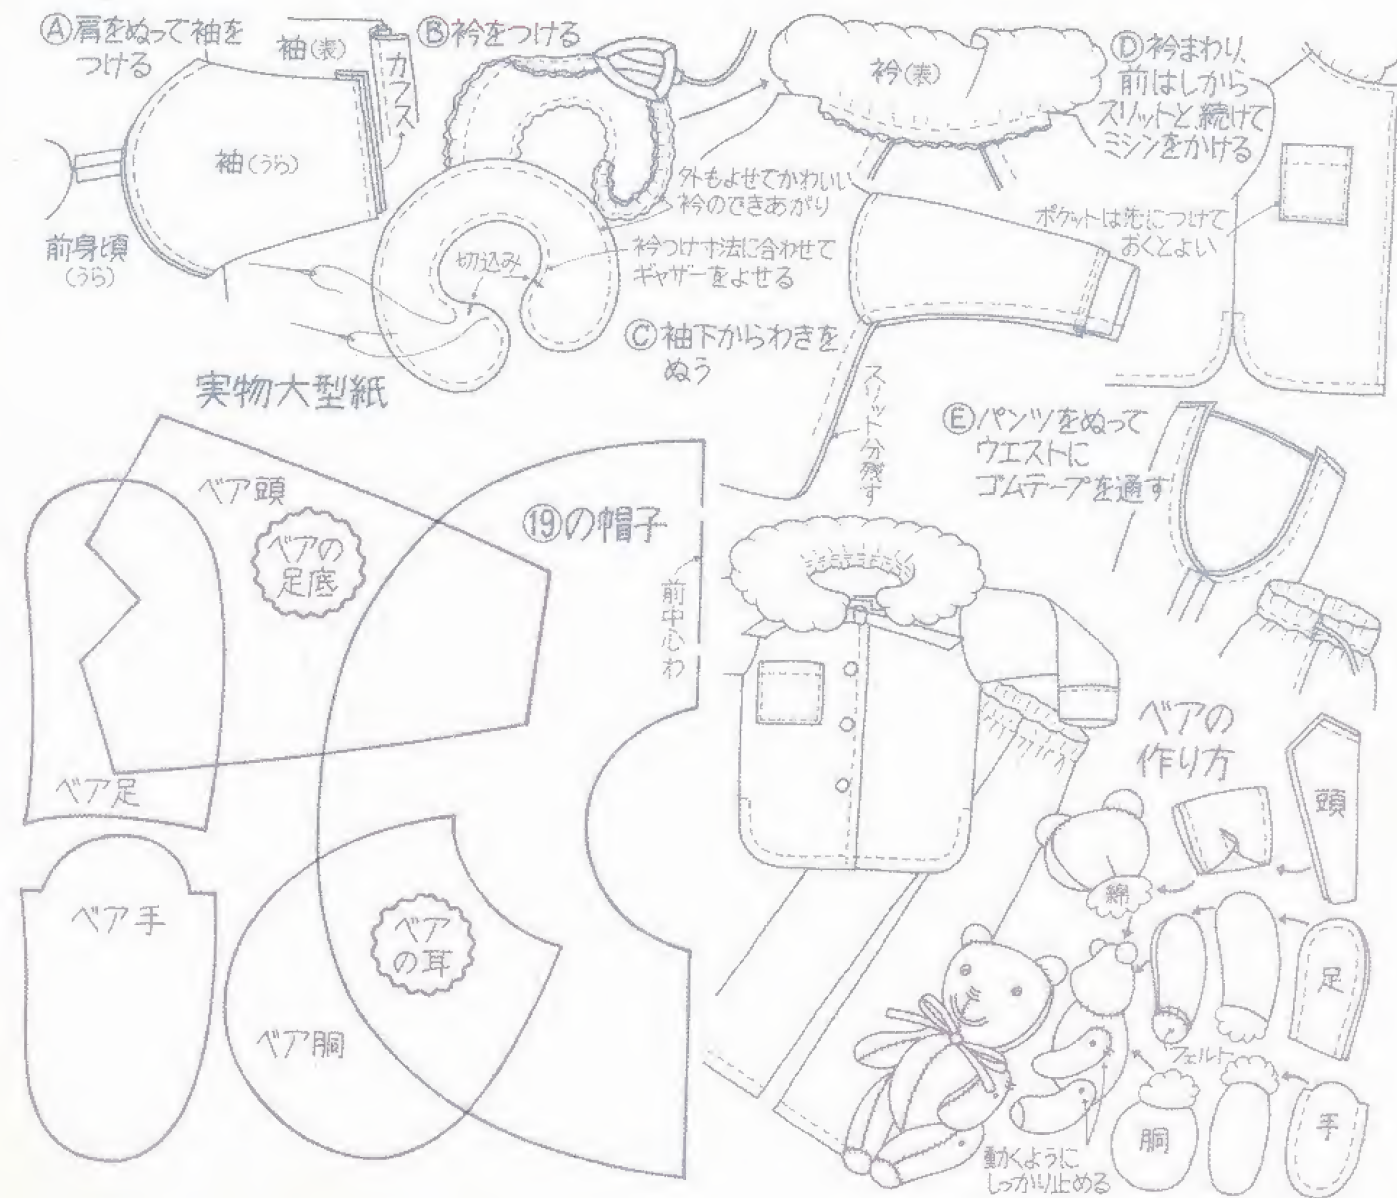 Ⓐ肩をぬって袖を
つける
袖(表)
カフス
袖(うら)
前身頃
(うら)
Ⓑ衿をつける
切込み
外もよせてかわいい
衿のできあがり
衿つけ寸法に合わせて
ギャザーをよせる
衿(表)
Ⓒ袖下からわきを
ぬう
スリット分残す
Ⓓ衿まわり、
前はしから
スリットと、続けて
ミシンをかける
ポケットは先につけて
おくとよい
Ⓔパンツをぬって
ウエストに
ゴムテープを通す
実物大型紙
ベア頭
ベアの
足底
⑲の帽子
前中心わ
ベア足
ベア手
ベア
の耳
ベア胴
ベアの
作り方
頭
綿
足
フェルト
胴
手
動くように
しっかり止める